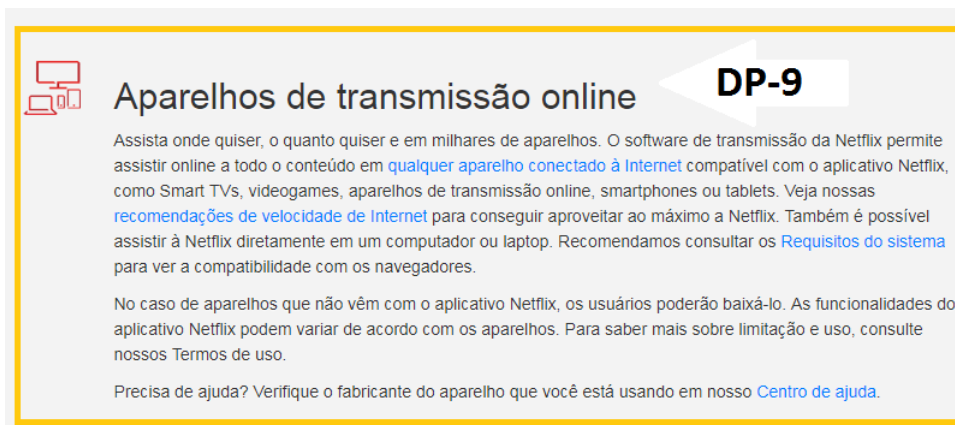 Aparelhos de transmissão online
DP-9
Assista onde quiser, o quanto quiser e em milhares de aparelhos. O software de transmissão da Netflix permite
assistir online a todo o conteúdo em qualquer aparelho conectado à Internet compatível com o aplicativo Netflix,
como Smart TVs, videogames, aparelhos de transmissão online, smartphones ou tablets. Veja nossas
recomendações de velocidade de Internet para conseguir aproveitar ao máximo a Netflix. Também é possível
assistir à Netflix diretamente em um computador ou laptop. Recomendamos consultar os Requisitos do sistema
para ver a compatibilidade com os navegadores.
No caso de aparelhos que não vêm com o aplicativo Netflix, os usuários poderão baixá-lo. As funcionalidades do
aplicativo Netflix podem variar de acordo com os aparelhos. Para saber mais sobre limitação e uso, consulte
nossos Termos de uso.
Precisa de ajuda? Verifique o fabricante do aparelho que você está usando em nosso Centro de ajuda.